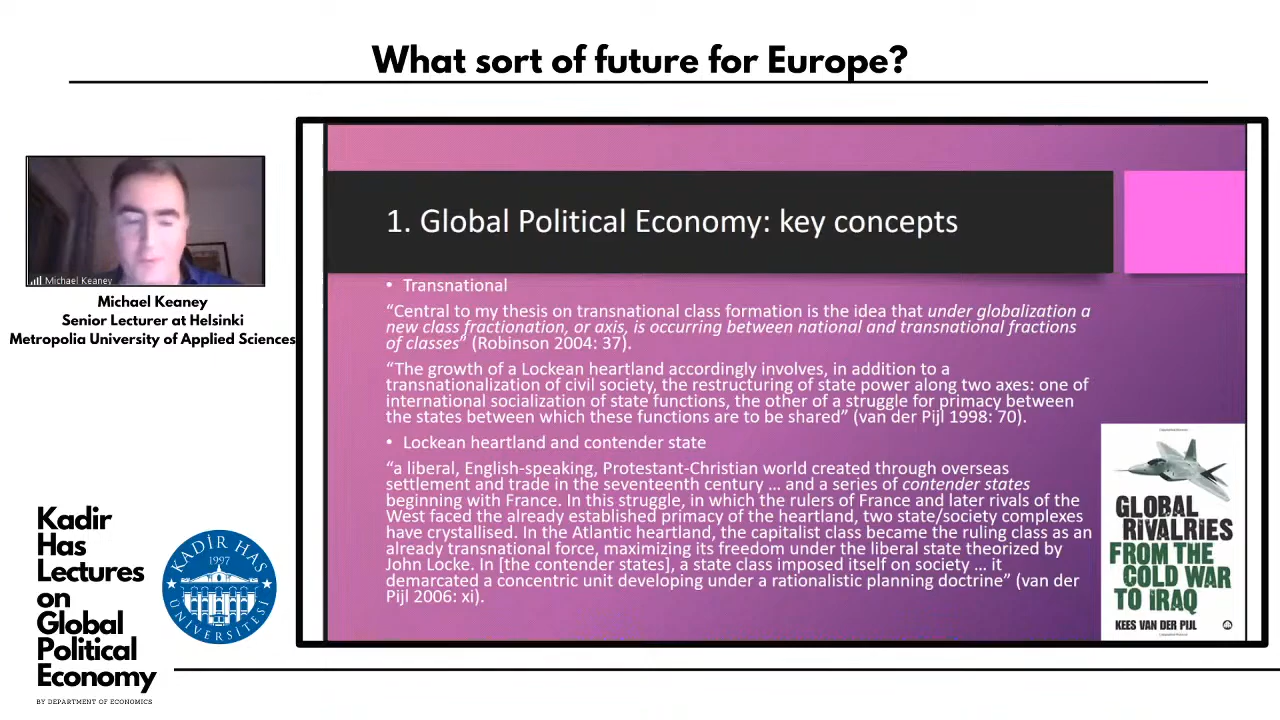 What sort of future for Europe?
Michael Keaney
Michael Keaney
Senior Lecturer at Helsinki
Metropolia University of Applied Sciences
1. Global Political Economy: key concepts
• Transnational
“Central to my thesis on transnational class formation is the idea that under globalization a
new class fractionation, or axis, is occurring between national and transnational fractions
of classes” (Robinson 2004: 37).
“The growth of a Lockean heartland accordingly involves, in addition to a
transnationalization of civil society, the restructuring of state power along two axes: one of
international socialization of state functions, the other of a struggle for primacy between
the states between which these functions are to be shared” (van der Pijl 1998: 70).
• Lockean heartland and contender state
“a liberal, English-speaking, Protestant-Christian world created through overseas
settlement and trade in the seventeenth century … and a series of contender states
beginning with France. In this struggle, in which the rulers of France and later rivals of the
West faced the already established primacy of the heartland, two state/society complexes
have crystallised. In the Atlantic heartland, the capitalist class became the ruling class as an
already transnational force, maximizing its freedom under the liberal state theorized by
John Locke. In [the contender states], a state class imposed itself on society … it
demarcated a concentric unit developing under a rationalistic planning doctrine” (van der
Pijl 2006: xi).
GLOBAL
RIVALRIES
FROM THE
COLD WAR
TO IRAQ
KEES VAN DER PIJL
Kadir
Has
Lectures
on
Global
Political
Economy
BY DEPARTMENT OF ECONOMICS
KADİR HAS
1997
ÜNİVERSİTESİ